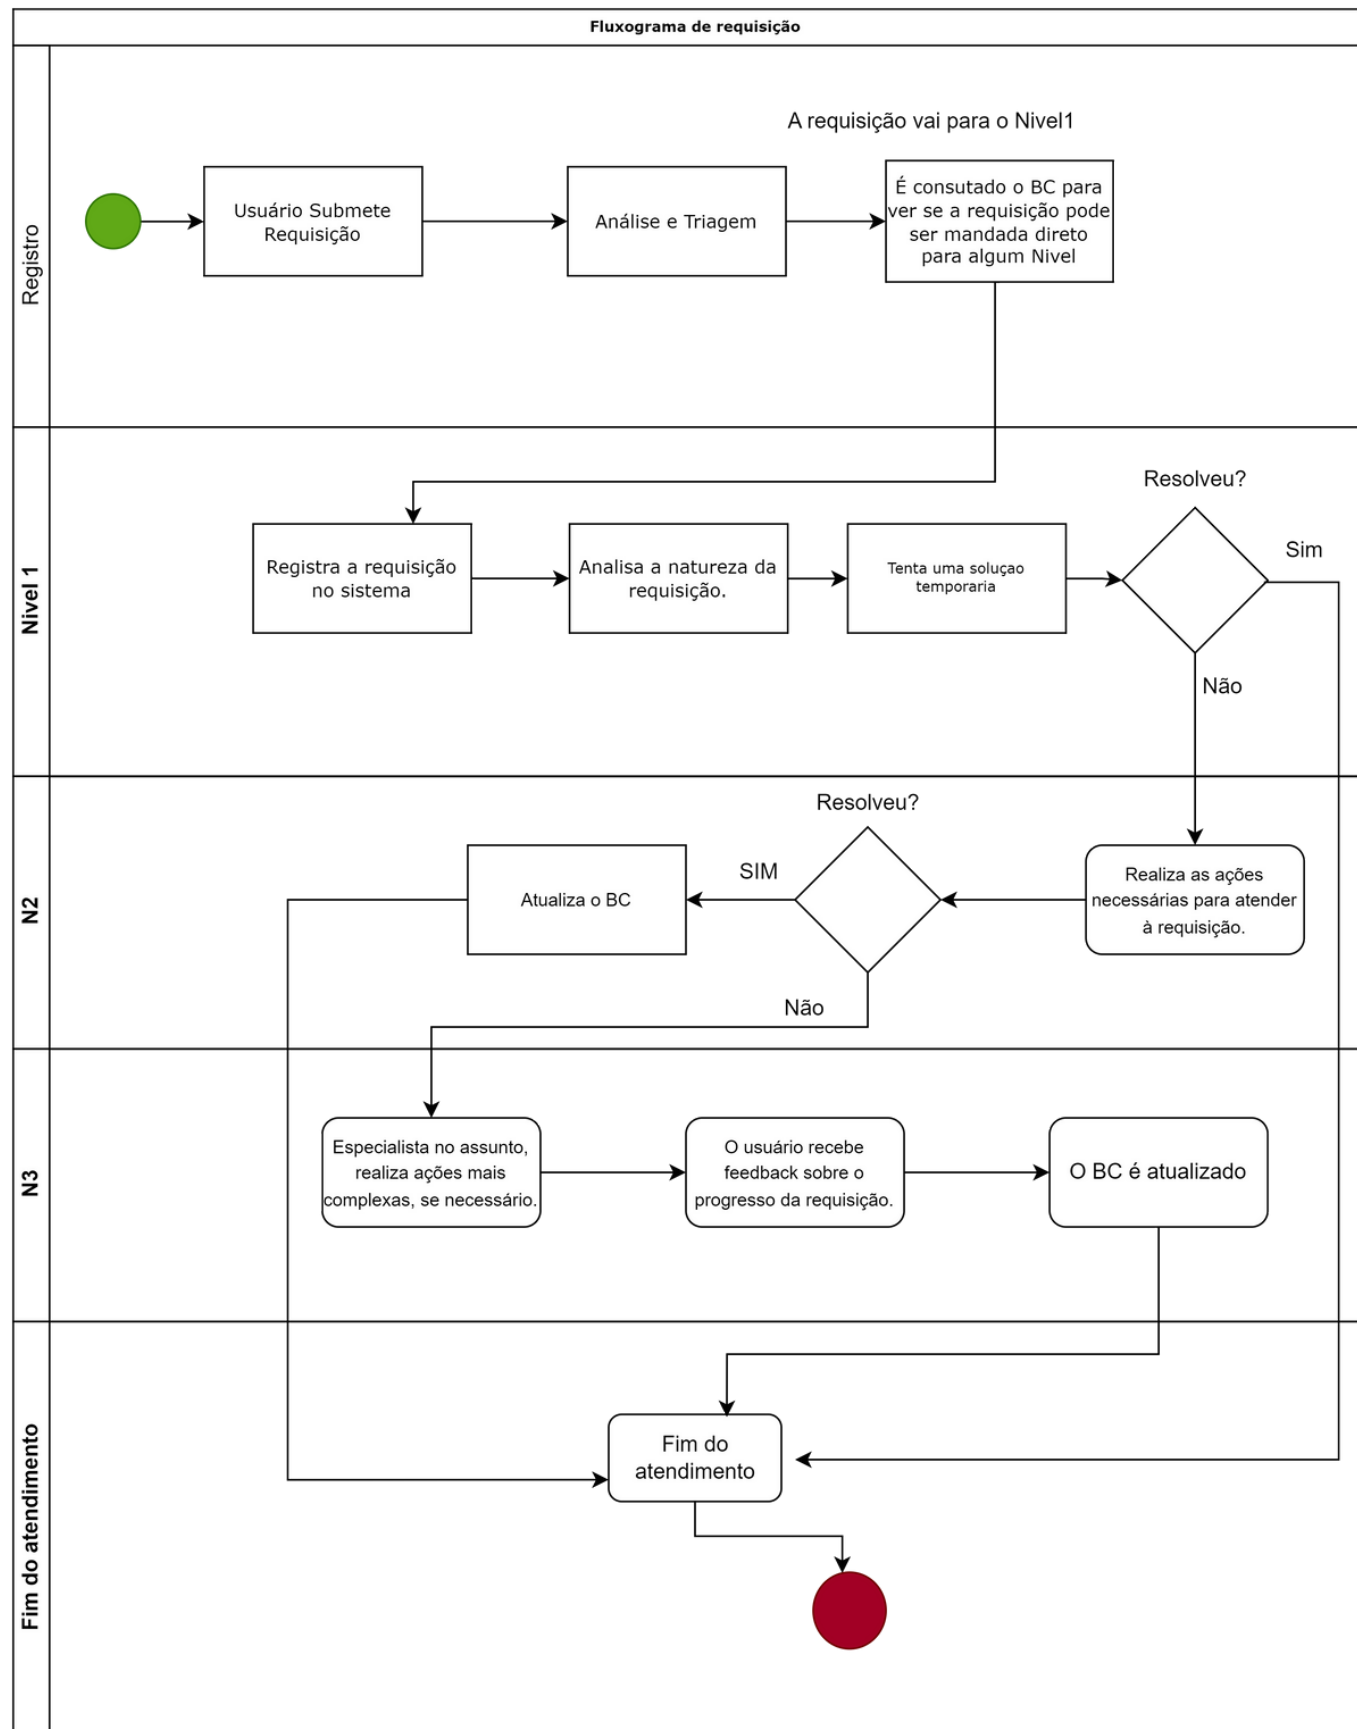 Fluxograma de requisição
Registro
A requisição vai para o Nivel1
Usuário Submete
Requisição
Análise e Triagem
É consutado o BC para
ver se a requisição pode
ser mandada direto
para algum Nivel
Nivel 1
Registra a requisição
no sistema
Analisa a natureza da
requisição.
Tenta uma soluçao
temporaria
Resolveu?
Sim
Não
N2
Resolveu?
Realiza as ações
necessárias para atender
à requisição.
SIM
Atualiza o BC
Não
N3
Especialista no assunto,
realiza ações mais
complexas, se necessário.
O usuário recebe
feedback sobre o
progresso da requisição.
O BC é atualizado
Fim do atendimento
Fim do
atendimento